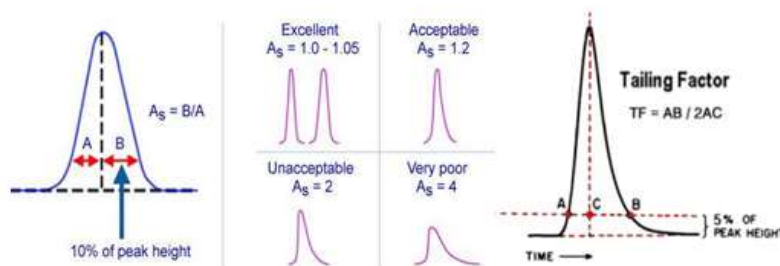 A
B
Aₛ = B/A
10% of peak height
Excellent
Aₛ = 1.0 - 1.05
Acceptable
Aₛ = 1.2
Unacceptable
Aₛ = 2
Very poor
Aₛ = 4
Tailing Factor
TF = AB / 2AC
A
C
B
5% OF
PEAK HEIGHT
TIME